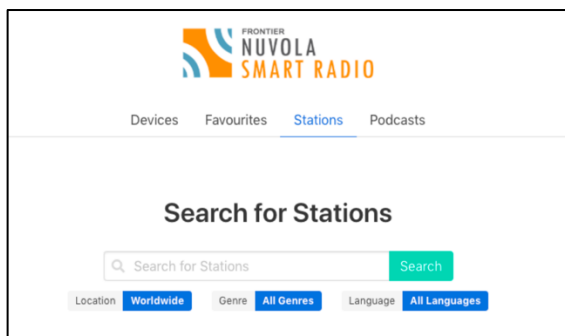 FRONTIER
NUVOLA
SMART RADIO
Devices Favourites Stations Podcasts
Search for Stations
Search for Stations Search
Location Worldwide Genre All Genres Language All Languages